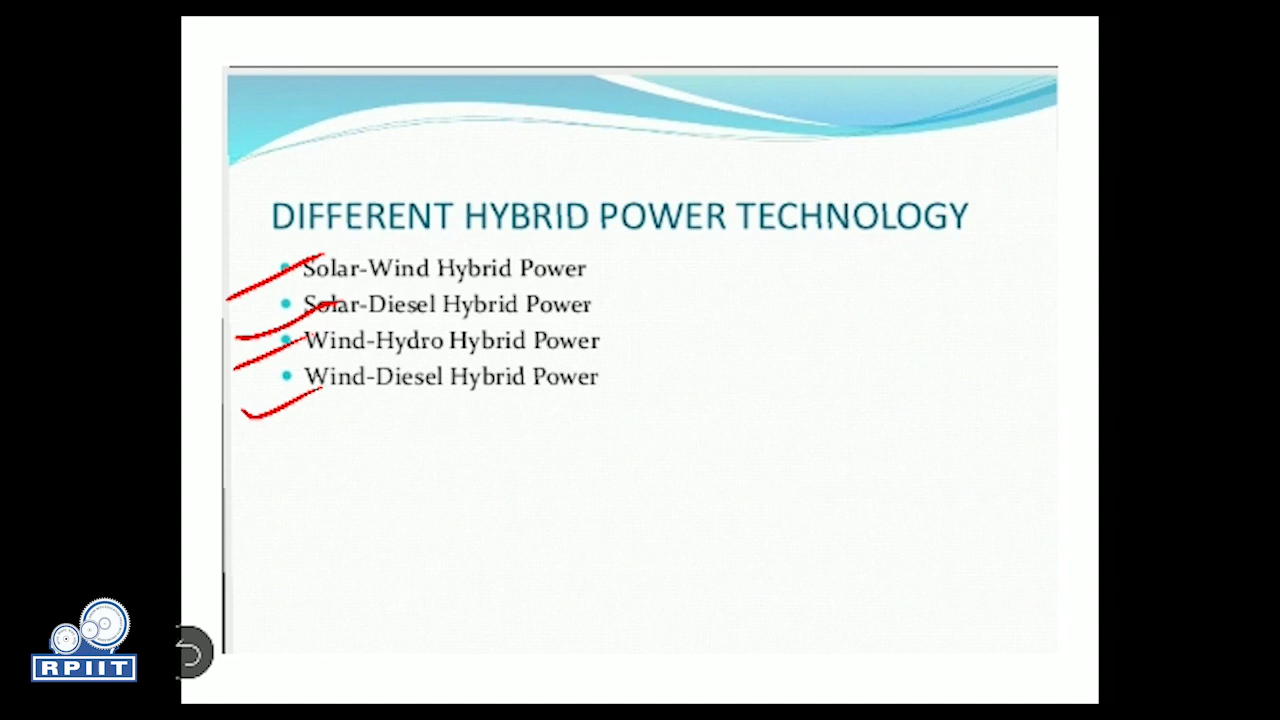 DIFFERENT HYBRID POWER TECHNOLOGY
Solar-Wind Hybrid Power
Solar-Diesel Hybrid Power
Wind-Hydro Hybrid Power
Wind-Diesel Hybrid Power
RPIIT